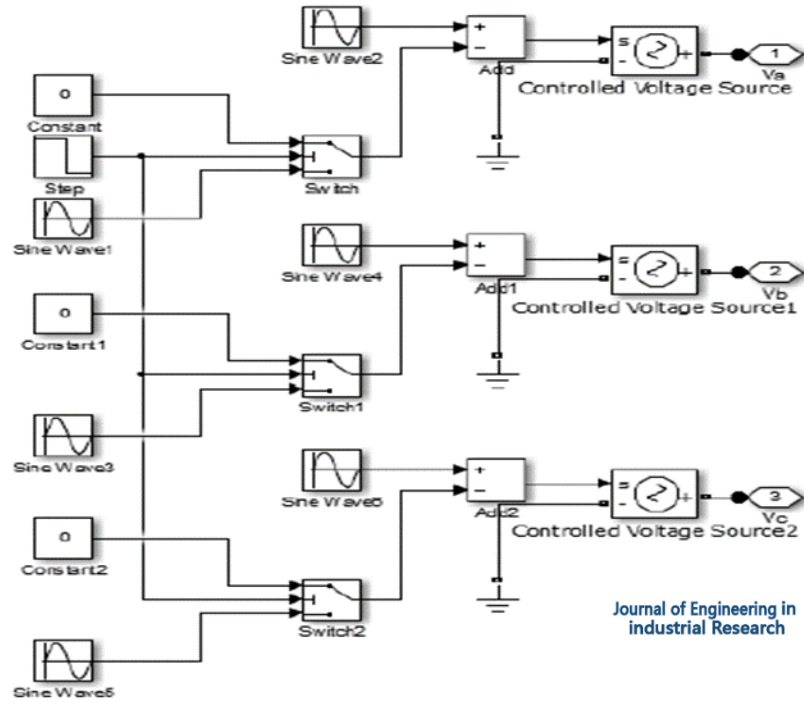 Sine Wave2
+
−
Add
s
-
+
Controlled Voltage Source
1
Va
0
Constant
Step
Switch
Sine Wave1
Sine Wave4
+
−
Add1
s
-
+
Controlled Voltage Source1
2
Vb
0
Constant1
Switch1
Sine Wave3
Sine Wave6
+
−
Add2
s
-
+
Controlled Voltage Source2
3
Vc
0
Constant2
Switch2
Sine Wave5
Journal of Engineering in
industrial Research